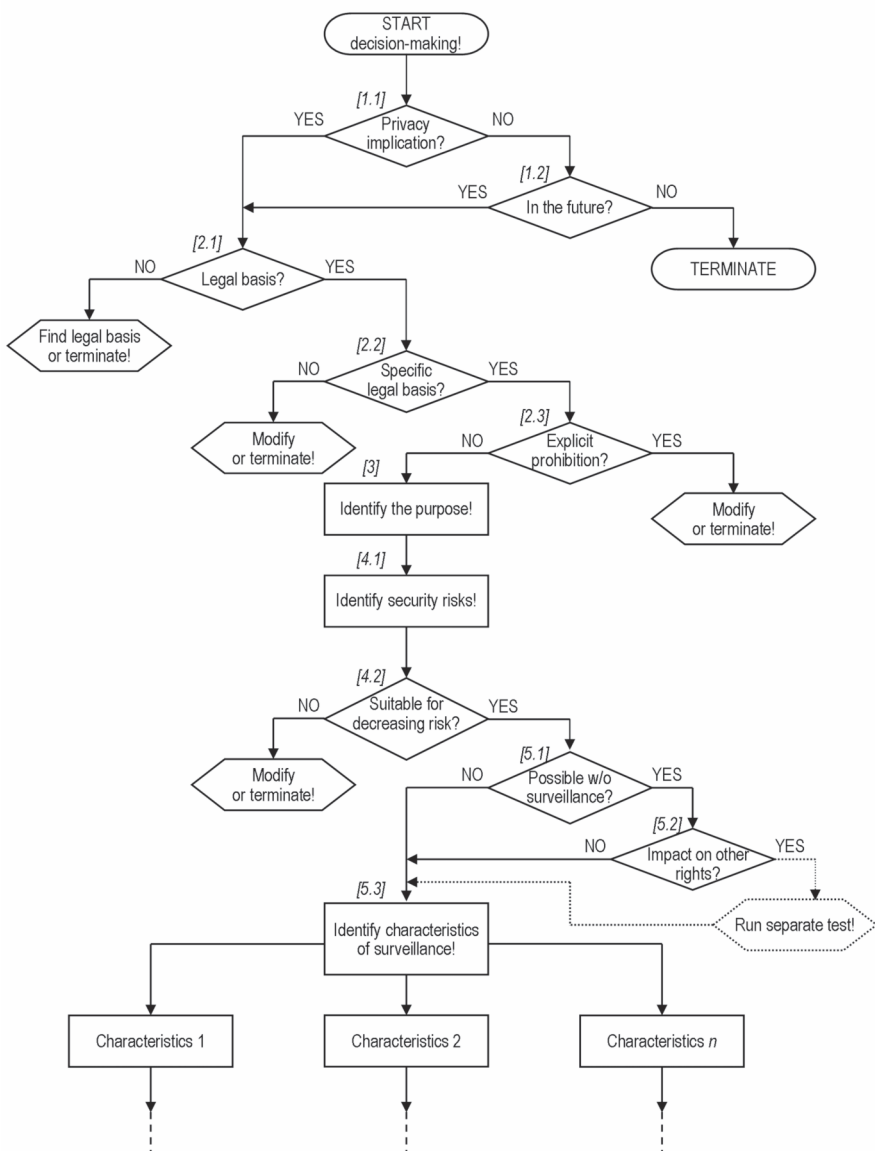 START
decision-making!
[1.1]
YES
Privacy
implication?
NO
[1.2]
YES
In the future?
NO
TERMINATE
[2.1]
NO
Legal basis?
YES
Find legal basis
or terminate!
[2.2]
NO
Specific
legal basis?
YES
Modify
or terminate!
[2.3]
NO
Explicit
prohibition?
YES
Modify
or terminate!
[3]
Identify the purpose!
[4.1]
Identify security risks!
[4.2]
NO
Suitable for
decreasing risk?
YES
Modify
or terminate!
[5.1]
NO
Possible w/o
surveillance?
YES
[5.2]
NO
Impact on other
rights?
YES
Run separate test!
[5.3]
Identify characteristics
of surveillance!
Characteristics 1
Characteristics 2
Characteristics n